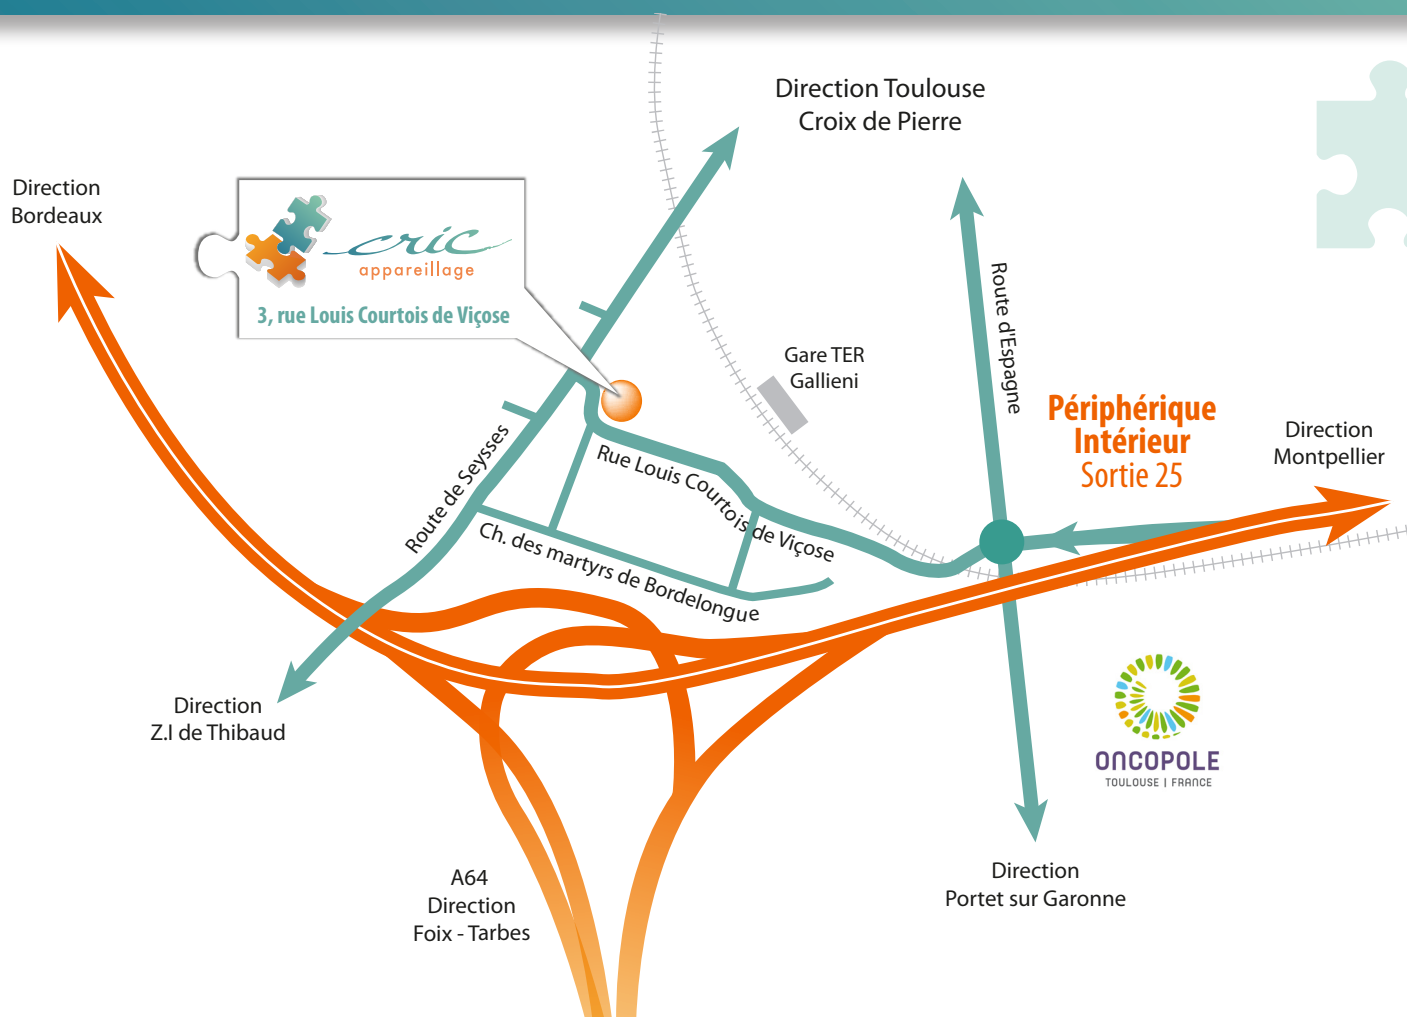 Direction Toulouse
Croix de Pierre
Direction
Bordeaux
cric
appareillage
3, rue Louis Courtois de Viçose
Route d'Espagne
Gare TER
Gallieni
Périphérique
Intérieur
Sortie 25
Direction
Montpellier
Route de Seysses
Rue Louis Courtois de Viçose
Ch. des martyrs de Bordelongue
Direction
Z.I de Thibaud
ONCOPOLE
TOULOUSE | FRANCE
A64
Direction
Foix - Tarbes
Direction
Portet sur Garonne